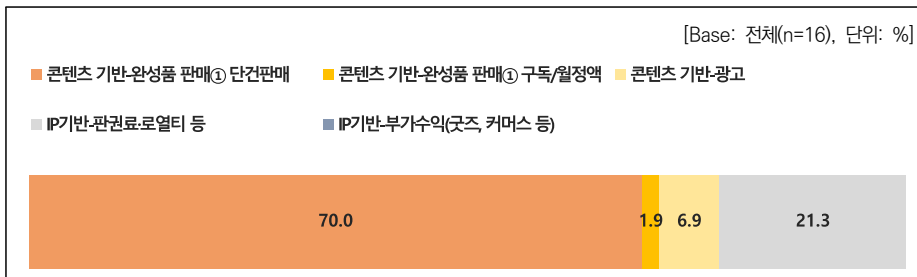 [Base: 전체(n=16), 단위: %]
콘텐츠 기반-완성품 판매① 단건판매 콘텐츠 기반-완성품 판매① 구독/월정액 콘텐츠 기반-광고
IP기반-판권료·로열티 등 IP기반-부가수익(굿즈, 커머스 등)
70.0 1.9 6.9 21.3